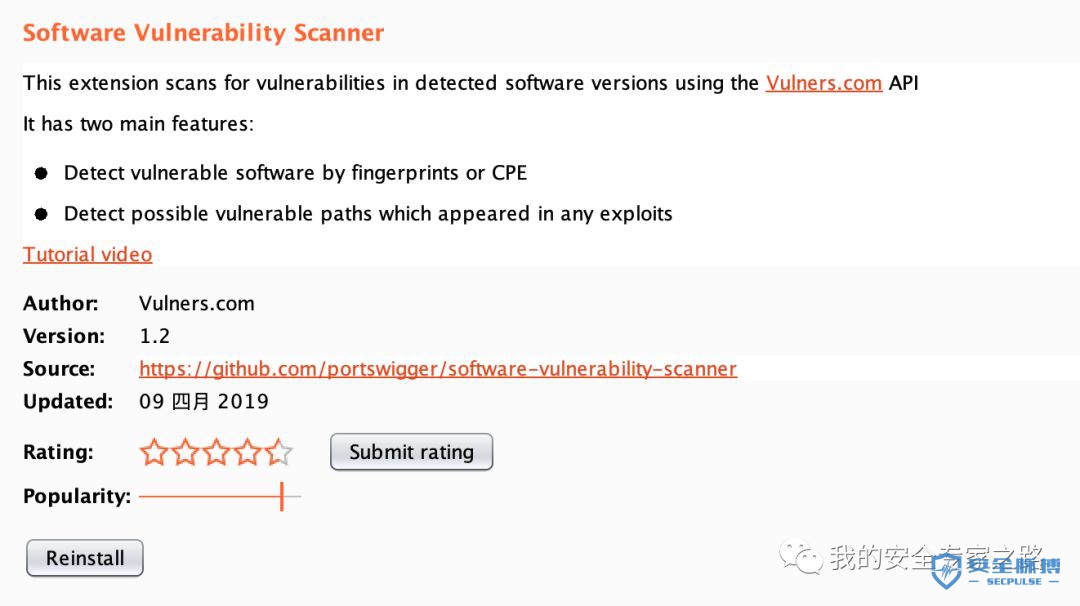 Software Vulnerability Scanner
This extension scans for vulnerabilities in detected software versions using the Vulners.com API
It has two main features:
Detect vulnerable software by fingerprints or CPE
Detect possible vulnerable paths which appeared in any exploits
Tutorial video
Author: Vulners.com
Version: 1.2
Source: https://github.com/portswigger/software-vulnerability-scanner
Updated: 09 四月 2019
Rating: Submit rating
Popularity:
Reinstall
我的安全专家之路
安全脉搏
SECPULSE